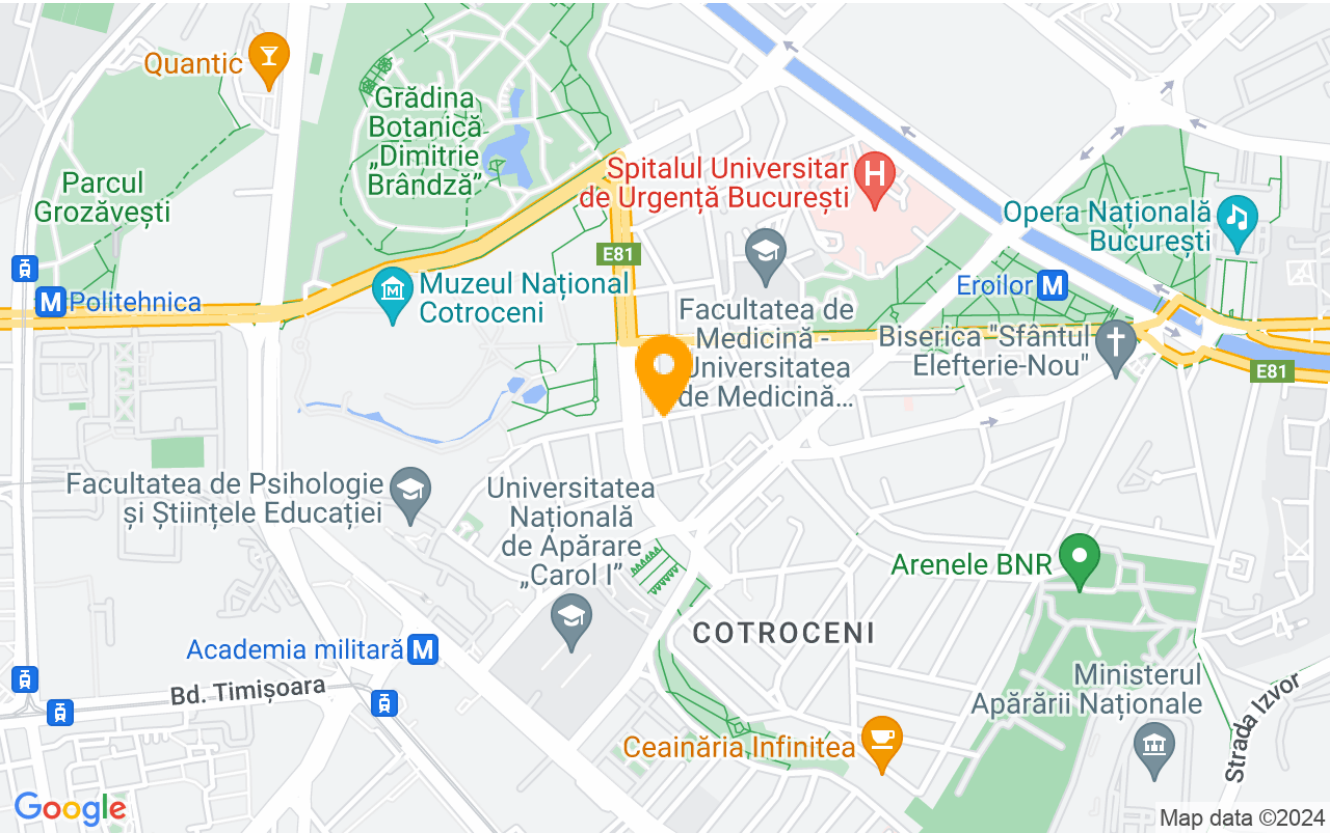 Quantic
Grădina
Botanică
„Dimitrie
Brândză”
Parcul
Grozăvești
Spitalul Universitar
de Urgență București
H
Opera Națională
București
E81
Muzeul Național
Cotroceni
M Politehnica
Eroilor M
Facultatea de
Medicină -
Universitatea
de Medicină...
Biserica "Sfântul
Elefterie-Nou"
E81
Facultatea de Psihologie
și Științele Educației
Universitatea
Națională
de Apărare
„Carol I”
Arenele BNR
COTROCENI
Academia militară M
Bd. Timișoara
Ministerul
Apărării Naționale
Strada Izvor
Ceainăria Infinitea
Google
Map data ©2024